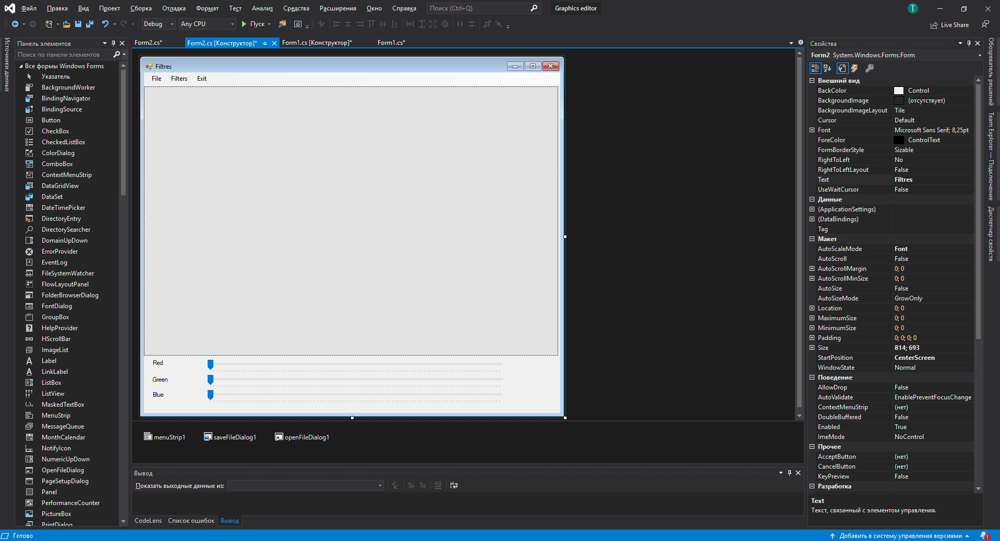 Файл Правка Вид Проект Сборка Отладка Формат Тест Анализ Средства Расширения Окно Справка Поиск (Ctrl+Q) Graphics editor T
Debug Any CPU Пуск Live Share
Источники данных
Панель элементов
Поиск по панели элементов
Все формы Windows Forms
Указатель
BackgroundWorker
BindingNavigator
BindingSource
Button
CheckBox
CheckedListBox
ColorDialog
ComboBox
ContextMenuStrip
DataGridView
DataSet
DateTimePicker
DirectoryEntry
DirectorySearcher
DomainUpDown
ErrorProvider
EventLog
FileSystemWatcher
FlowLayoutPanel
FolderBrowserDialog
FontDialog
GroupBox
HelpProvider
HScrollBar
ImageList
Label
LinkLabel
ListBox
ListView
MaskedTextBox
MenuStrip
MessageQueue
MonthCalendar
NotifyIcon
NumericUpDown
OpenFileDialog
PageSetupDialog
Panel
PerformanceCounter
PictureBox
PrintDialog
Form2.cs* Form2.cs [Конструктор]* Form1.cs [Конструктор]* Form1.cs*
Filtres
File Filters Exit
Red
Green
Blue
menuStrip1 saveFileDialog1 openFileDialog1
Вывод
Показать выходные данные из:
CodeLens Список ошибок Вывод
Свойства
Form2 System.Windows.Forms.Form
Внешний вид
BackColor Control
BackgroundImage (отсутствует)
BackgroundImageLayout Tile
Cursor Default
Font Microsoft Sans Serif; 8,25pt
ForeColor ControlText
FormBorderStyle Sizable
RightToLeft No
RightToLeftLayout False
Text Filtres
UseWaitCursor False
Данные
(ApplicationSettings)
(DataBindings)
Tag
Макет
AutoScaleMode Font
AutoScroll False
AutoScrollMargin 0; 0
AutoScrollMinSize 0; 0
AutoSize False
AutoSizeMode GrowOnly
Location 0; 0
MaximumSize 0; 0
MinimumSize 0; 0
Padding 0; 0; 0; 0
Size 814; 693
StartPosition CenterScreen
WindowState Normal
Поведение
AllowDrop False
AutoValidate EnablePreventFocusChange
ContextMenuStrip (нет)
DoubleBuffered False
Enabled True
ImeMode NoControl
Прочее
AcceptButton (нет)
CancelButton (нет)
KeyPreview False
Разработка
Text
Текст, связанный с элементом управления.
Обозреватель решений
Team Explorer — Подключение
Диспетчер свойств
Готово Добавить в систему управления версиями 1